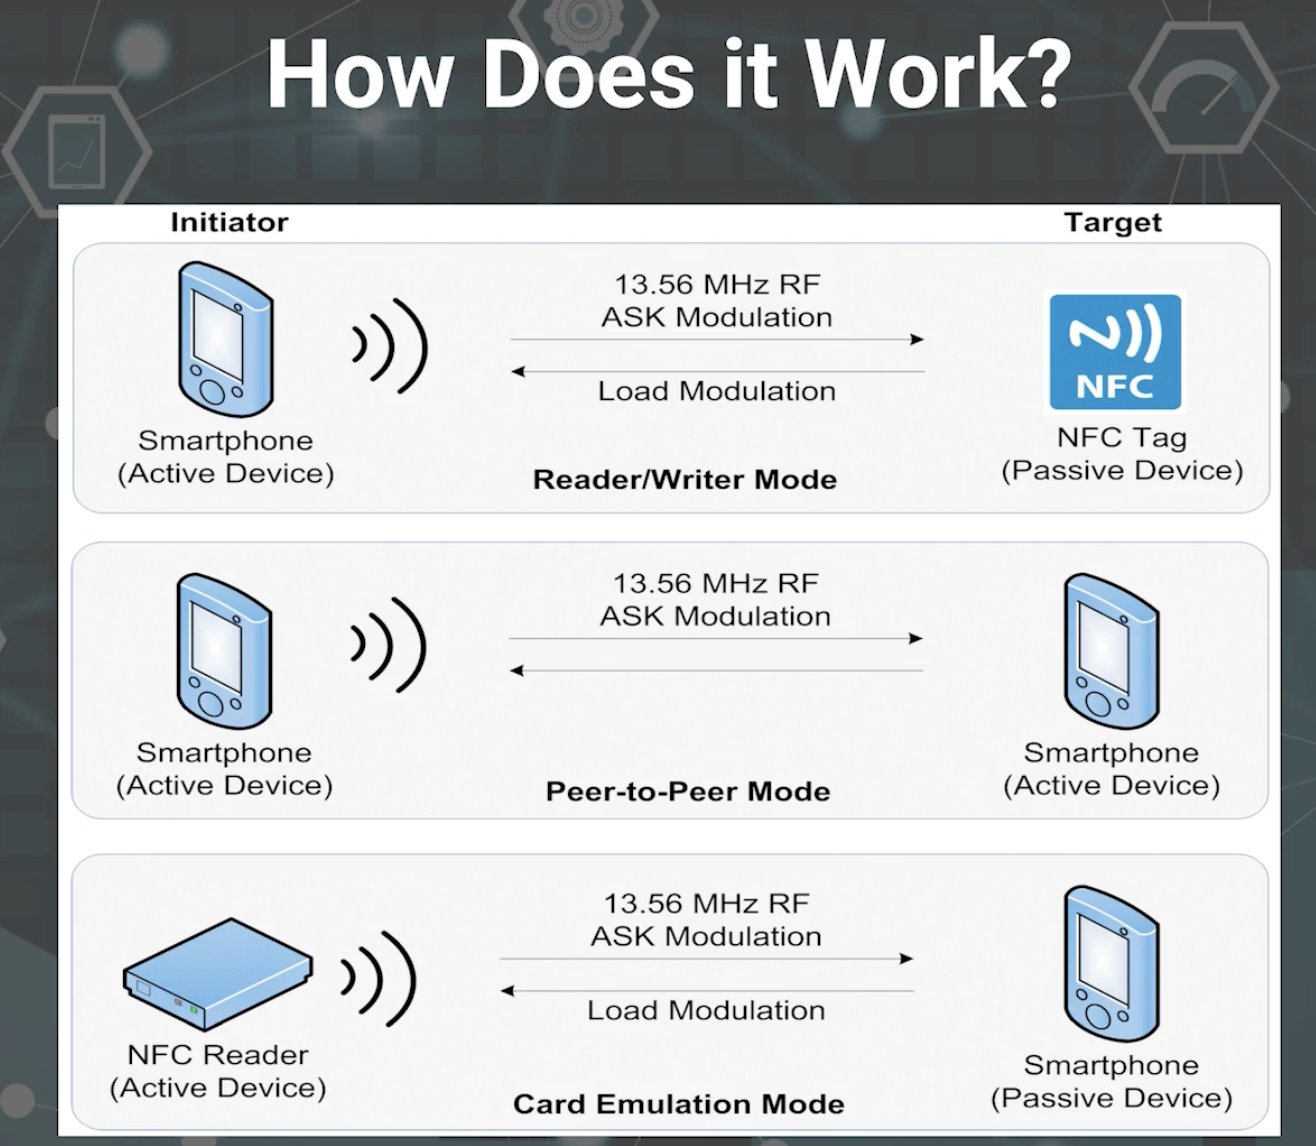 How Does it Work?
Initiator
Target
13.56 MHz RF
ASK Modulation
Load Modulation
NFC
Smartphone
(Active Device)
NFC Tag
(Passive Device)
Reader/Writer Mode
13.56 MHz RF
ASK Modulation
Smartphone
(Active Device)
Smartphone
(Active Device)
Peer-to-Peer Mode
13.56 MHz RF
ASK Modulation
Load Modulation
NFC Reader
(Active Device)
Smartphone
(Passive Device)
Card Emulation Mode